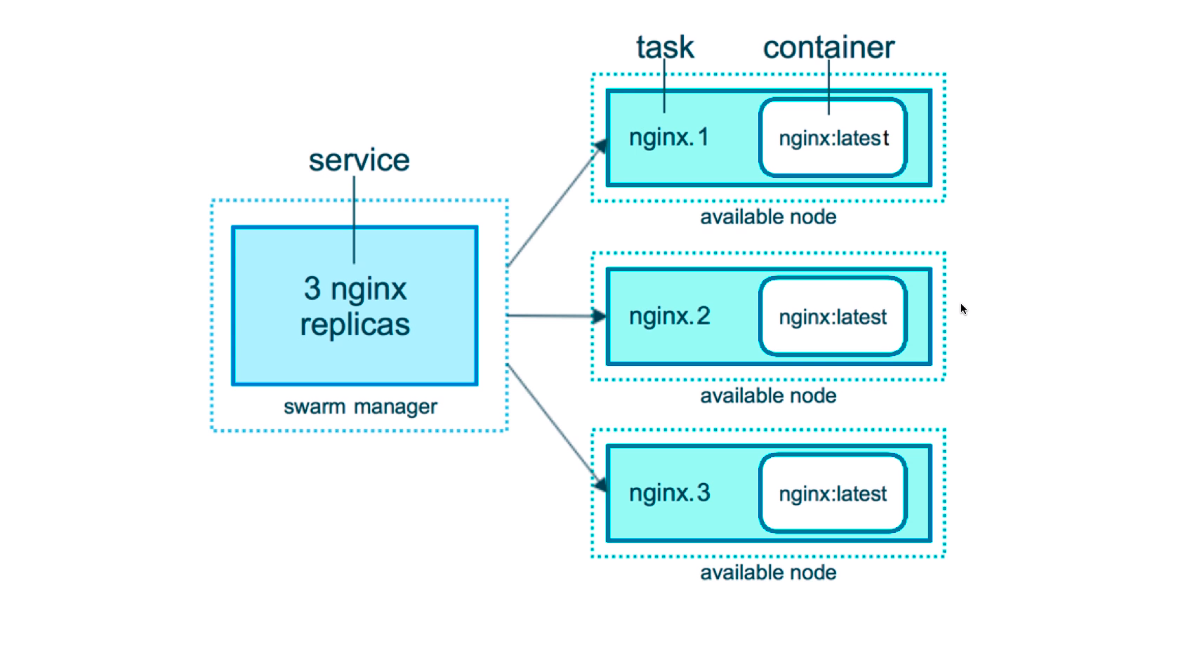 task
container
nginx.1
nginx:latest
available node
service
3 nginx
replicas
swarm manager
nginx.2
nginx:latest
available node
nginx.3
nginx:latest
available node